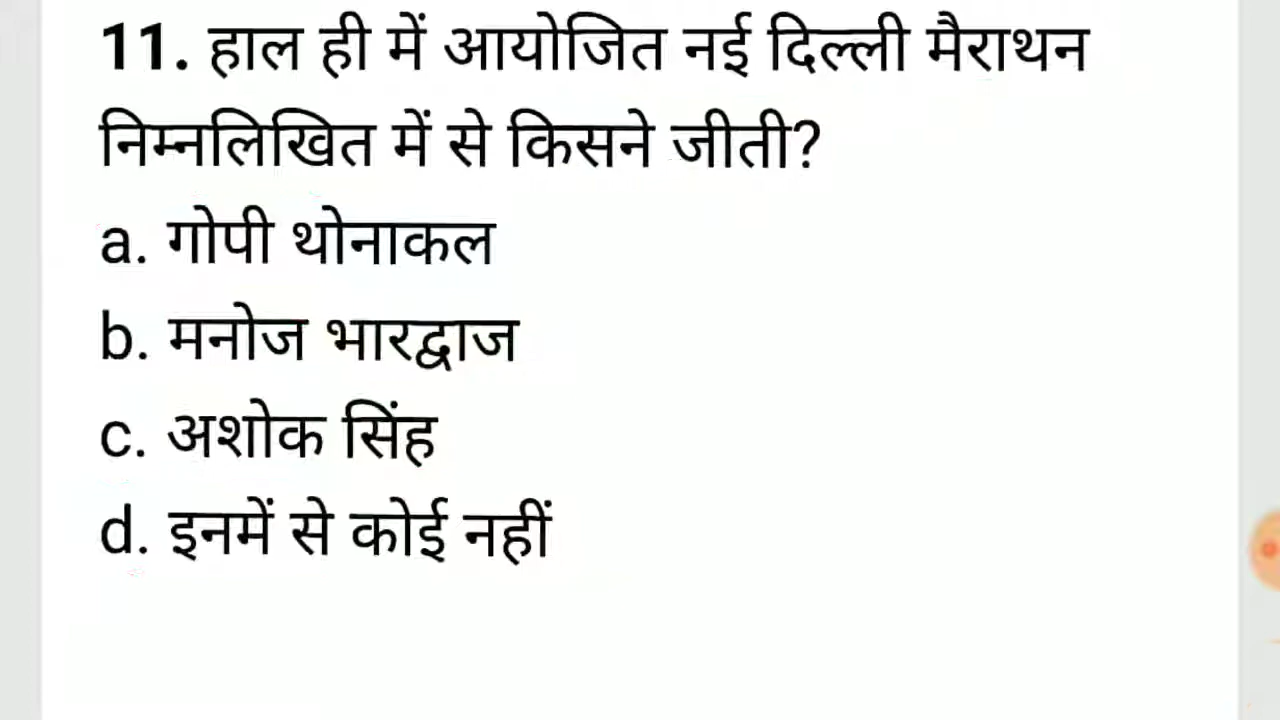 11. हाल ही में आयोजित नई दिल्ली मैराथन
निम्नलिखित में से किसने जीती?
a. गोपी थोनाकल
b. मनोज भारद्वाज
c. अशोक सिंह
d. इनमें से कोई नहीं